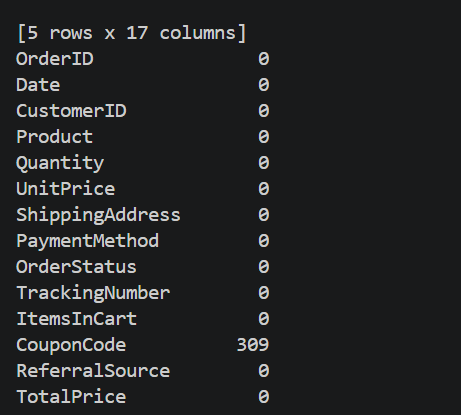 [5 rows x 17 columns]
OrderID 0
Date 0
CustomerID 0
Product 0
Quantity 0
UnitPrice 0
ShippingAddress 0
PaymentMethod 0
OrderStatus 0
TrackingNumber 0
ItemsInCart 0
CouponCode 309
ReferralSource 0
TotalPrice 0